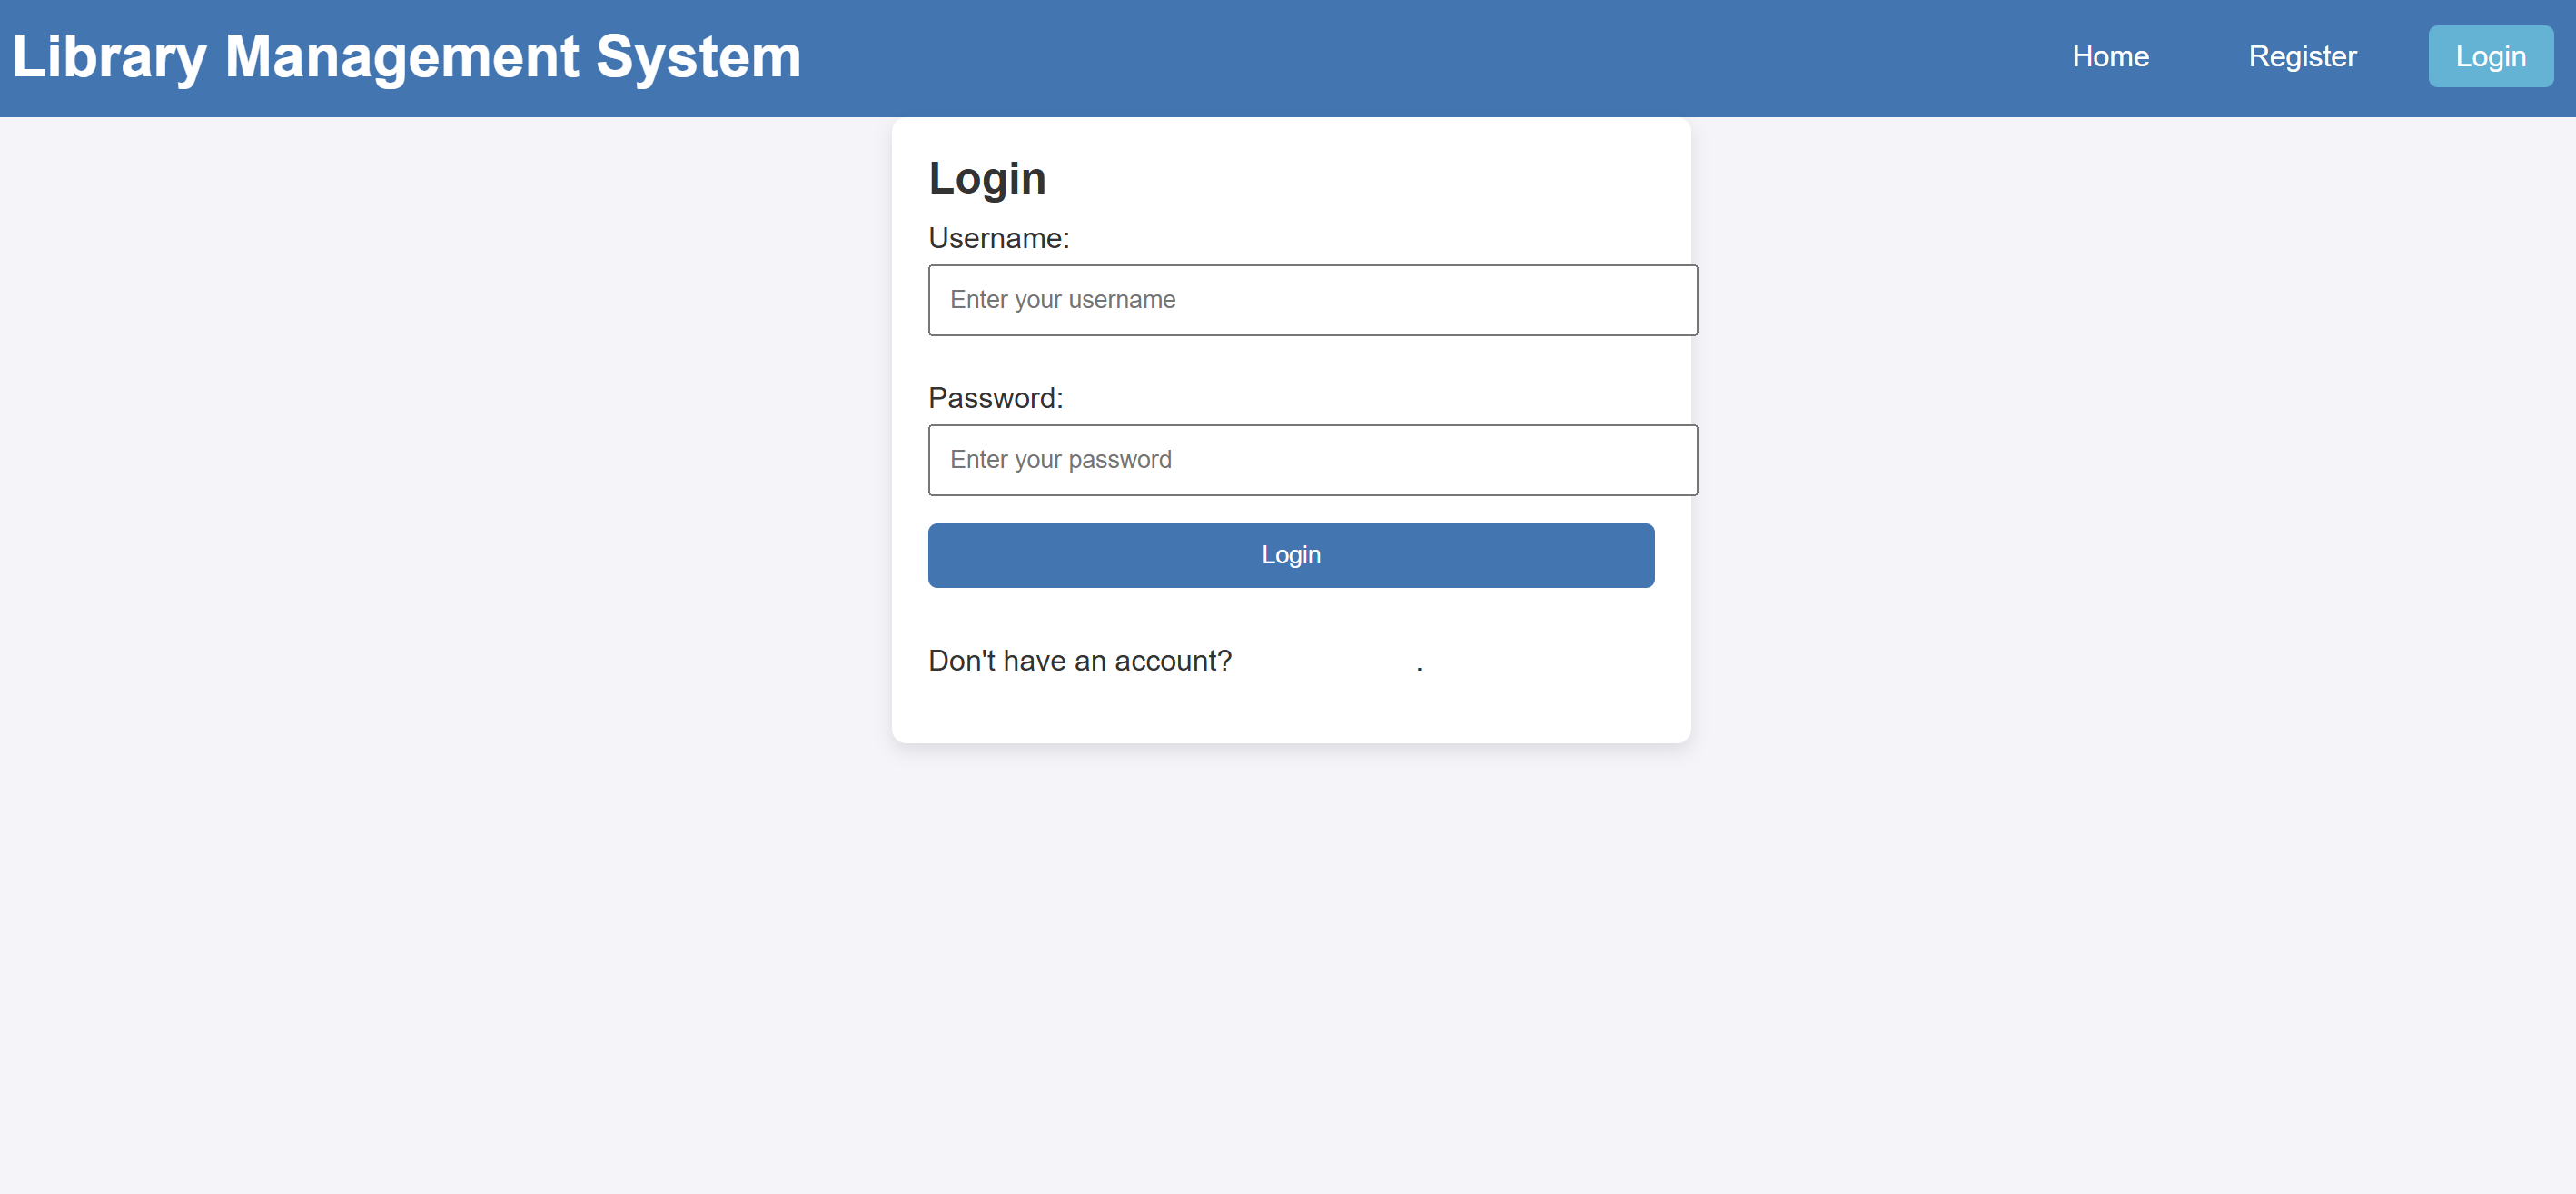 Library Management System
Home Register Login
Login
Username:
Enter your username
Password:
Enter your password
Login
Don't have an account? .